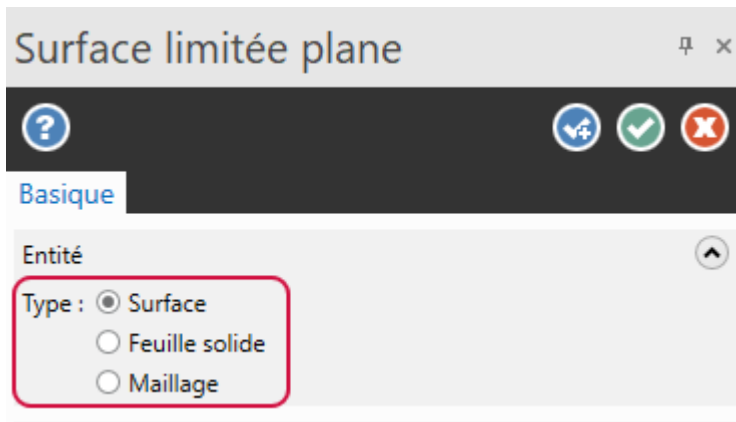 Surface limitée plane
Basique
Entité
Type : Surface
Feuille solide
Maillage